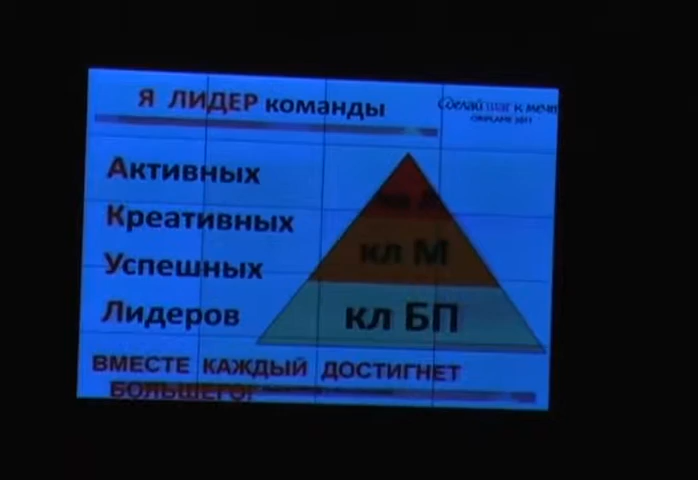 Я ЛИДЕР команды
Сделай шаг к мечте
ORIFLAME 2011
Активных
Креативных
Успешных
Лидеров
кл М
кл БП
ВМЕСТЕ КАЖДЫЙ ДОСТИГНЕТ
БОЛЬШЕГО!